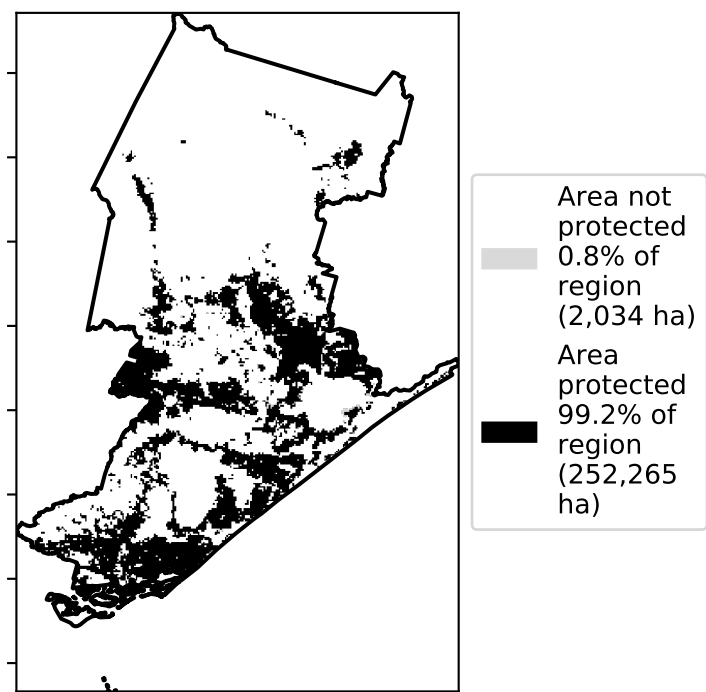 Area not
protected
0.8% of
region
(2,034 ha)
Area
protected
99.2% of
region
(252,265
ha)